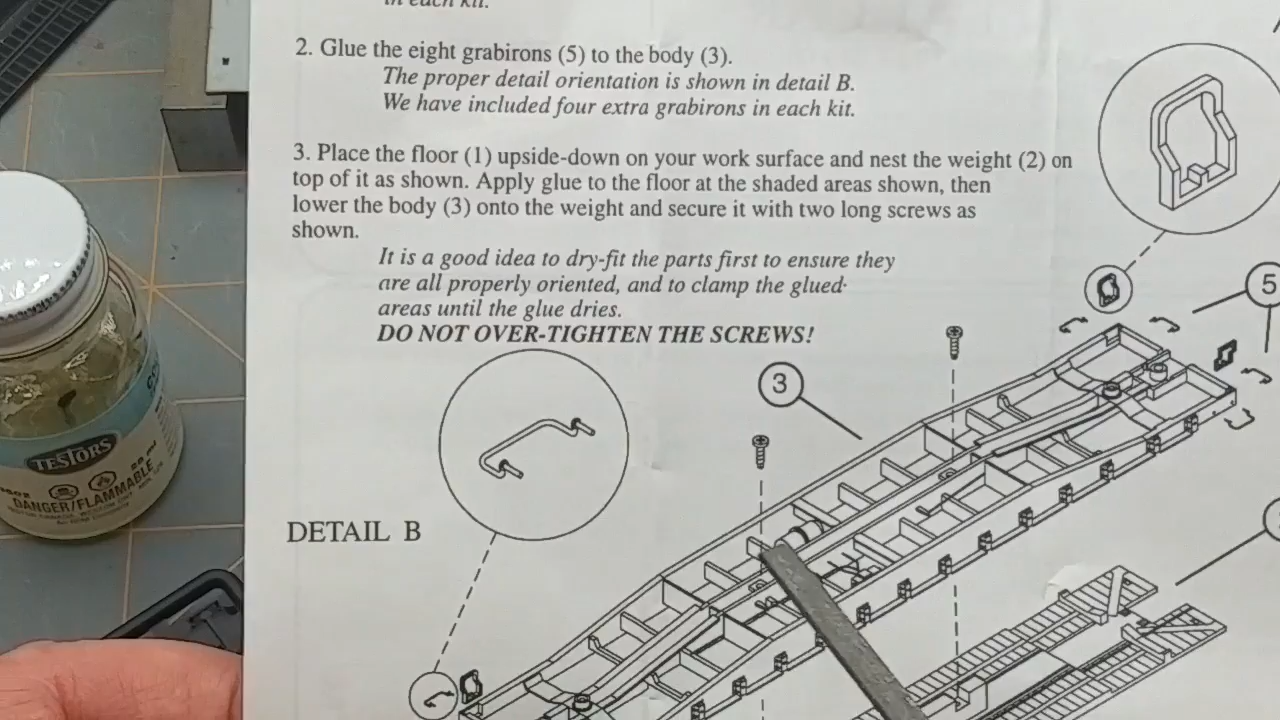 in each kit.
2. Glue the eight grabirons (5) to the body (3).
The proper detail orientation is shown in detail B.
We have included four extra grabirons in each kit.
3. Place the floor (1) upside-down on your work surface and nest the weight (2) on
top of it as shown. Apply glue to the floor at the shaded areas shown, then
lower the body (3) onto the weight and secure it with two long screws as
shown.
It is a good idea to dry-fit the parts first to ensure they
are all properly oriented, and to clamp the glued
areas until the glue dries.
DO NOT OVER-TIGHTEN THE SCREWS!
5
3
DETAIL B
TESTORS
DANGER/FLAMMABLE